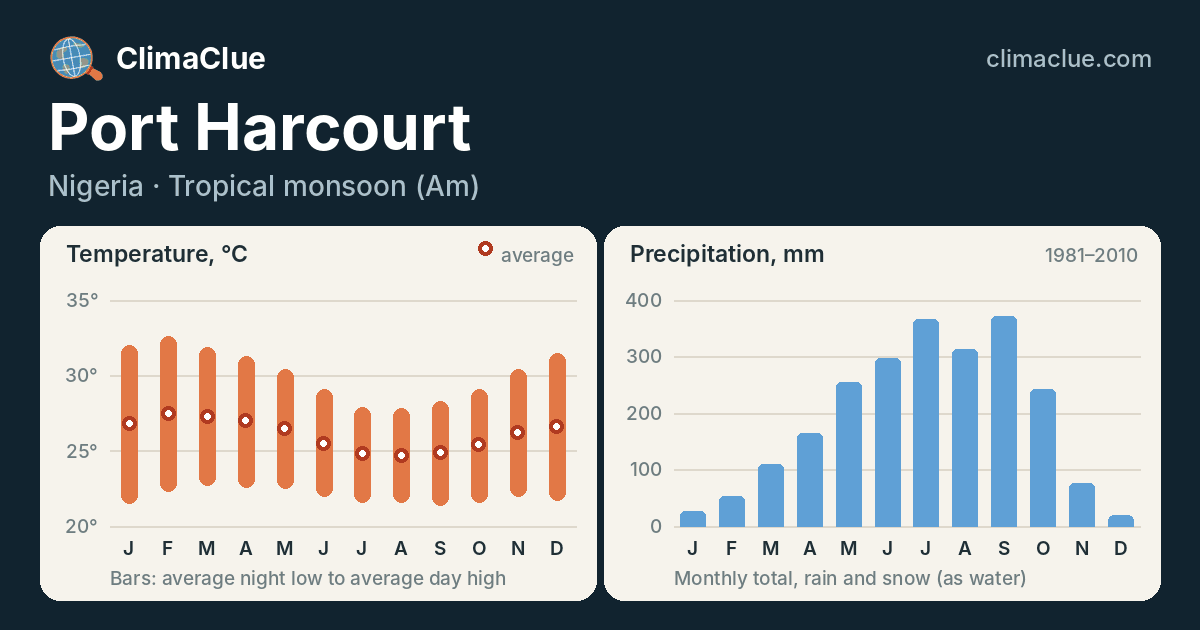 ClimaClue
climaclue.com
Port Harcourt
Nigeria · Tropical monsoon (Am)
Temperature, °C
average
35°
30°
25°
20°
J F M A M J J A S O N D
Bars: average night low to average day high
Precipitation, mm
1981–2010
400
300
200
100
0
J F M A M J J A S O N D
Monthly total, rain and snow (as water)